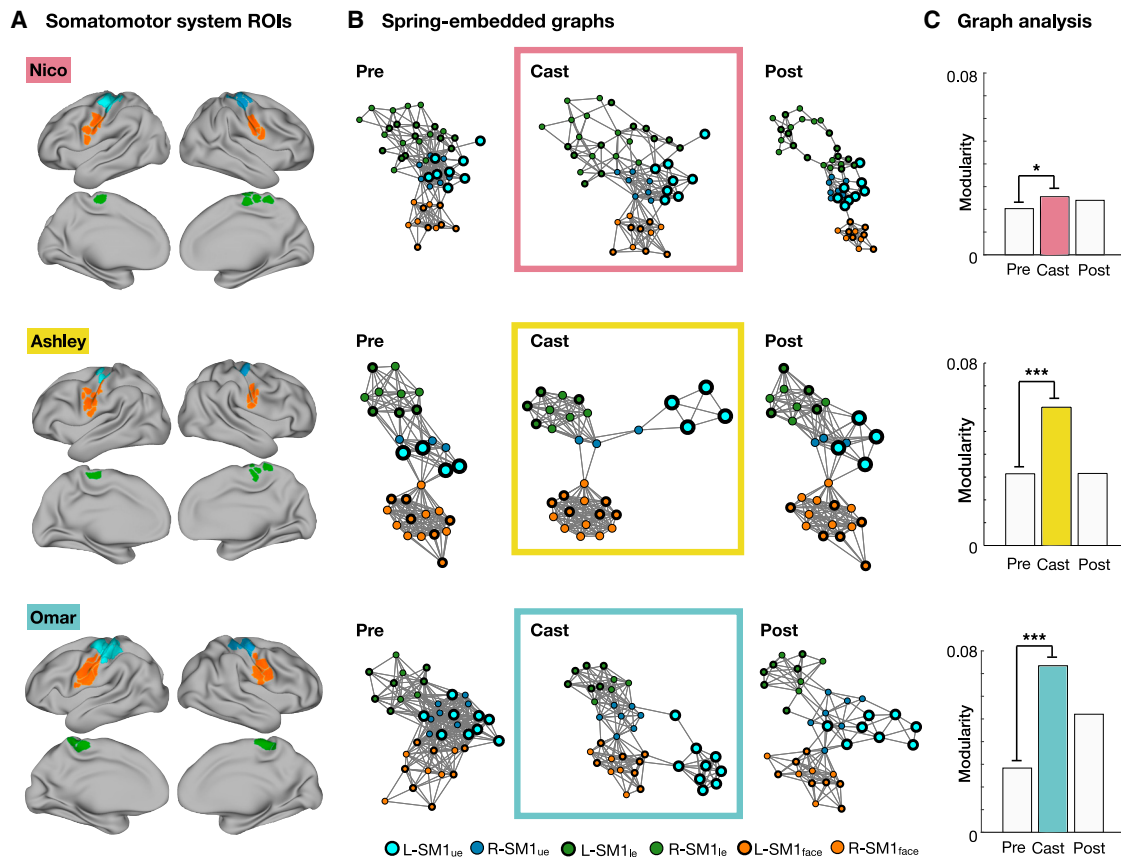 A Somatomotor system ROIs
B Spring-embedded graphs
C Graph analysis
Nico
Pre
Cast
Post
0.08
Modularity
*
0
Pre Cast Post
Ashley
Pre
Cast
Post
0.08
Modularity
***
0
Pre Cast Post
Omar
Pre
Cast
Post
0.08
Modularity
***
0
Pre Cast Post
L-SM1ue R-SM1ue L-SM1le R-SM1le L-SM1face R-SM1face